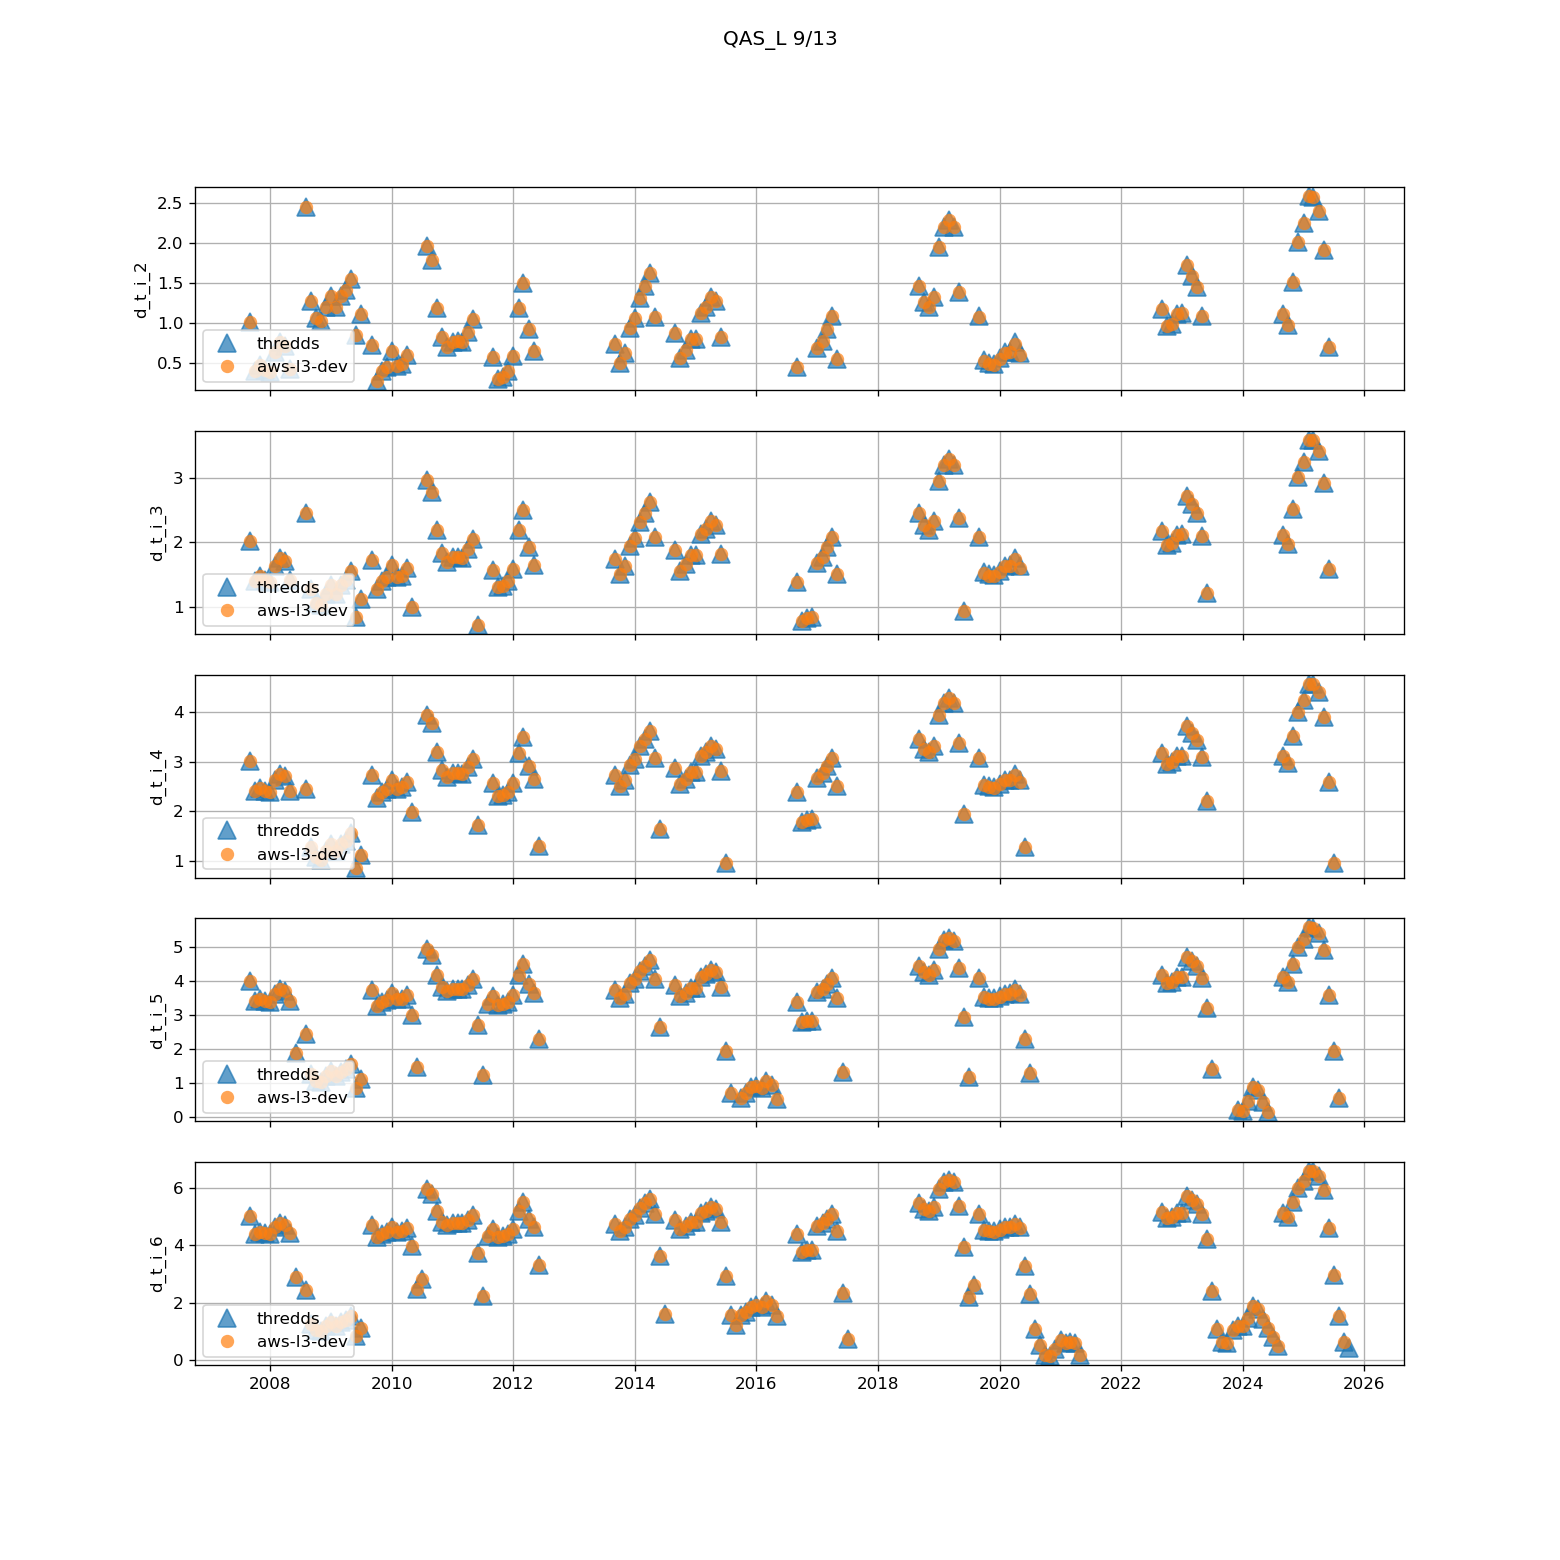 QAS_L 9/13
d_t_i_2
2.5
2.0
1.5
1.0
0.5
thredds
aws-l3-dev
d_t_i_3
3
2
1
thredds
aws-l3-dev
d_t_i_4
4
3
2
1
thredds
aws-l3-dev
d_t_i_5
5
4
3
2
1
0
thredds
aws-l3-dev
d_t_i_6
6
4
2
0
thredds
aws-l3-dev
2008 2010 2012 2014 2016 2018 2020 2022 2024 2026